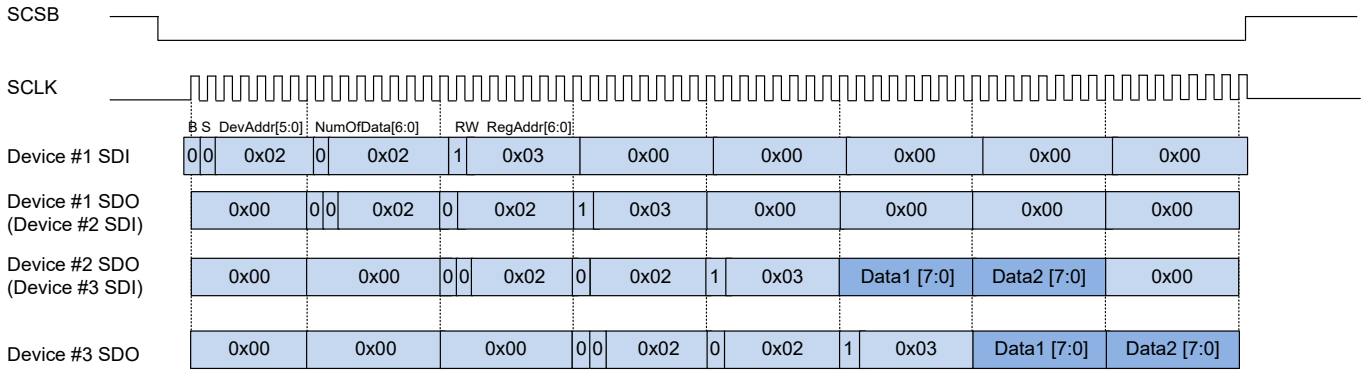 SCSB
SCLK
B S DevAddr[5:0] NumOfData[6:0] RW RegAddr[6:0]
Device #1 SDI 0 0 0x02 0 0x02 1 0x03 0x00 0x00 0x00 0x00 0x00
Device #1 SDO
(Device #2 SDI)
0x00 0 0 0x02 0 0x02 1 0x03 0x00 0x00 0x00 0x00
Device #2 SDO
(Device #3 SDI)
0x00 0x00 0 0 0x02 0 0x02 1 0x03 Data1 [7:0] Data2 [7:0] 0x00
Device #3 SDO 0x00 0x00 0x00 0 0 0x02 0 0x02 1 0x03 Data1 [7:0] Data2 [7:0]